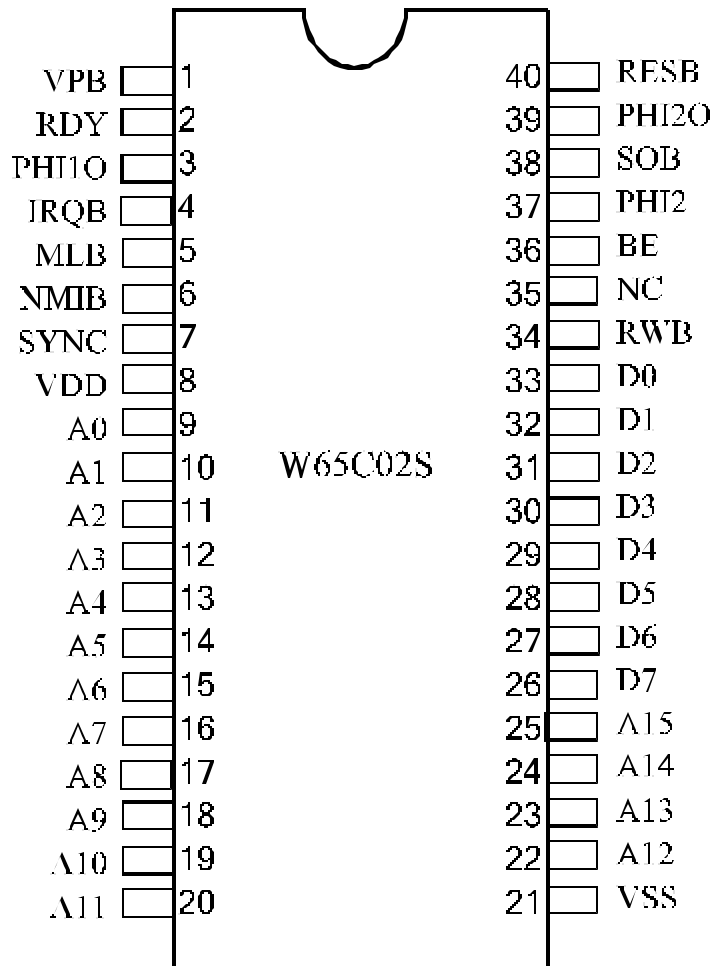 VPB 1 40 RESB
RDY 2 39 PHI2O
PHI1O 3 38 SOB
IRQB 4 37 PHI2
MLB 5 36 BE
NMIB 6 35 NC
SYNC 7 34 RWB
VDD 8 33 D0
A0 9 32 D1
A1 10 W65C02S 31 D2
A2 11 30 D3
A3 12 29 D4
A4 13 28 D5
A5 14 27 D6
A6 15 26 D7
A7 16 25 A15
A8 17 24 A14
A9 18 23 A13
A10 19 22 A12
A11 20 21 VSS